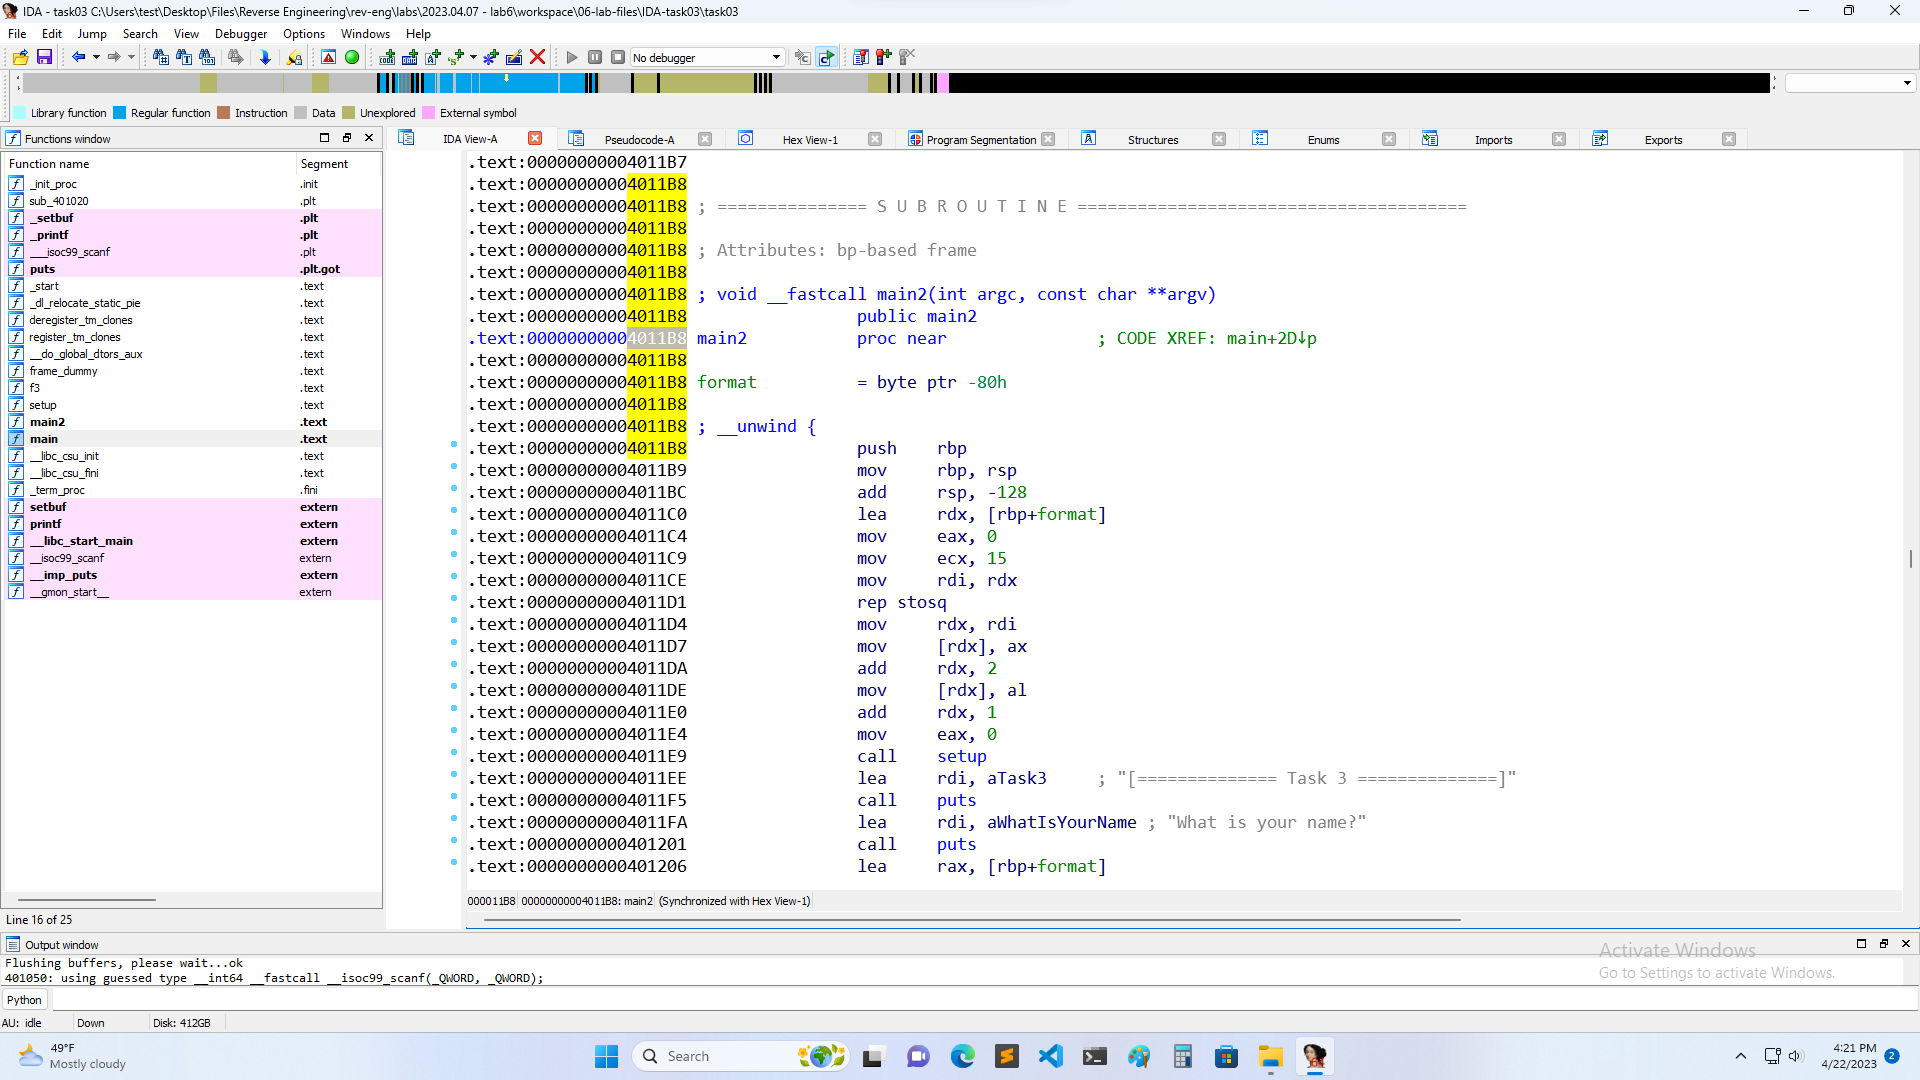 IDA - task03 C:\Users\test\Desktop\Files\Reverse Engineering\rev-eng\labs\2023.04.07 - lab6\workspace\06-lab-files\IDA-task03\task03
File Edit Jump Search View Debugger Options Windows Help
No debugger
Library function Regular function Instruction Data Unexplored External symbol
Functions window
IDA View-A Pseudocode-A Hex View-1 Program Segmentation Structures Enums Imports Exports
Function name Segment
_init_proc .init
sub_401020 .plt
_setbuf .plt
_printf .plt
___isoc99_scanf .plt
puts .plt.got
_start .text
_dl_relocate_static_pie .text
deregister_tm_clones .text
register_tm_clones .text
__do_global_dtors_aux .text
frame_dummy .text
f3 .text
setup .text
main2 .text
main .text
__libc_csu_init .text
__libc_csu_fini .text
_term_proc .fini
setbuf extern
printf extern
__libc_start_main extern
__isoc99_scanf extern
__imp_puts extern
__gmon_start__ extern
Line 16 of 25
.text:00000000004011B7
.text:00000000004011B8
.text:00000000004011B8 ; =============== S U B R O U T I N E =======================================
.text:00000000004011B8
.text:00000000004011B8 ; Attributes: bp-based frame
.text:00000000004011B8
.text:00000000004011B8 ; void __fastcall main2(int argc, const char **argv)
.text:00000000004011B8 public main2
.text:00000000004011B8 main2 proc near ; CODE XREF: main+2D↓p
.text:00000000004011B8
.text:00000000004011B8 format = byte ptr -80h
.text:00000000004011B8
.text:00000000004011B8 ; __unwind {
.text:00000000004011B8 push rbp
.text:00000000004011B9 mov rbp, rsp
.text:00000000004011BC add rsp, -128
.text:00000000004011C0 lea rdx, [rbp+format]
.text:00000000004011C4 mov eax, 0
.text:00000000004011C9 mov ecx, 15
.text:00000000004011CE mov rdi, rdx
.text:00000000004011D1 rep stosq
.text:00000000004011D4 mov rdx, rdi
.text:00000000004011D7 mov [rdx], ax
.text:00000000004011DA add rdx, 2
.text:00000000004011DE mov [rdx], al
.text:00000000004011E0 add rdx, 1
.text:00000000004011E4 mov eax, 0
.text:00000000004011E9 call setup
.text:00000000004011EE lea rdi, aTask3 ; "[============== Task 3 ==============]"
.text:00000000004011F5 call puts
.text:00000000004011FA lea rdi, aWhatIsYourName ; "What is your name?"
.text:0000000000401201 call puts
.text:0000000000401206 lea rax, [rbp+format]
000011B8 00000000004011B8: main2 (Synchronized with Hex View-1)
Output window
Flushing buffers, please wait...ok
401050: using guessed type __int64 __fastcall __isoc99_scanf(_QWORD, _QWORD);
Python
AU: idle Down Disk: 412GB
Activate Windows
Go to Settings to activate Windows.
49°F
Mostly cloudy
Search
4:21 PM
4/22/2023
2